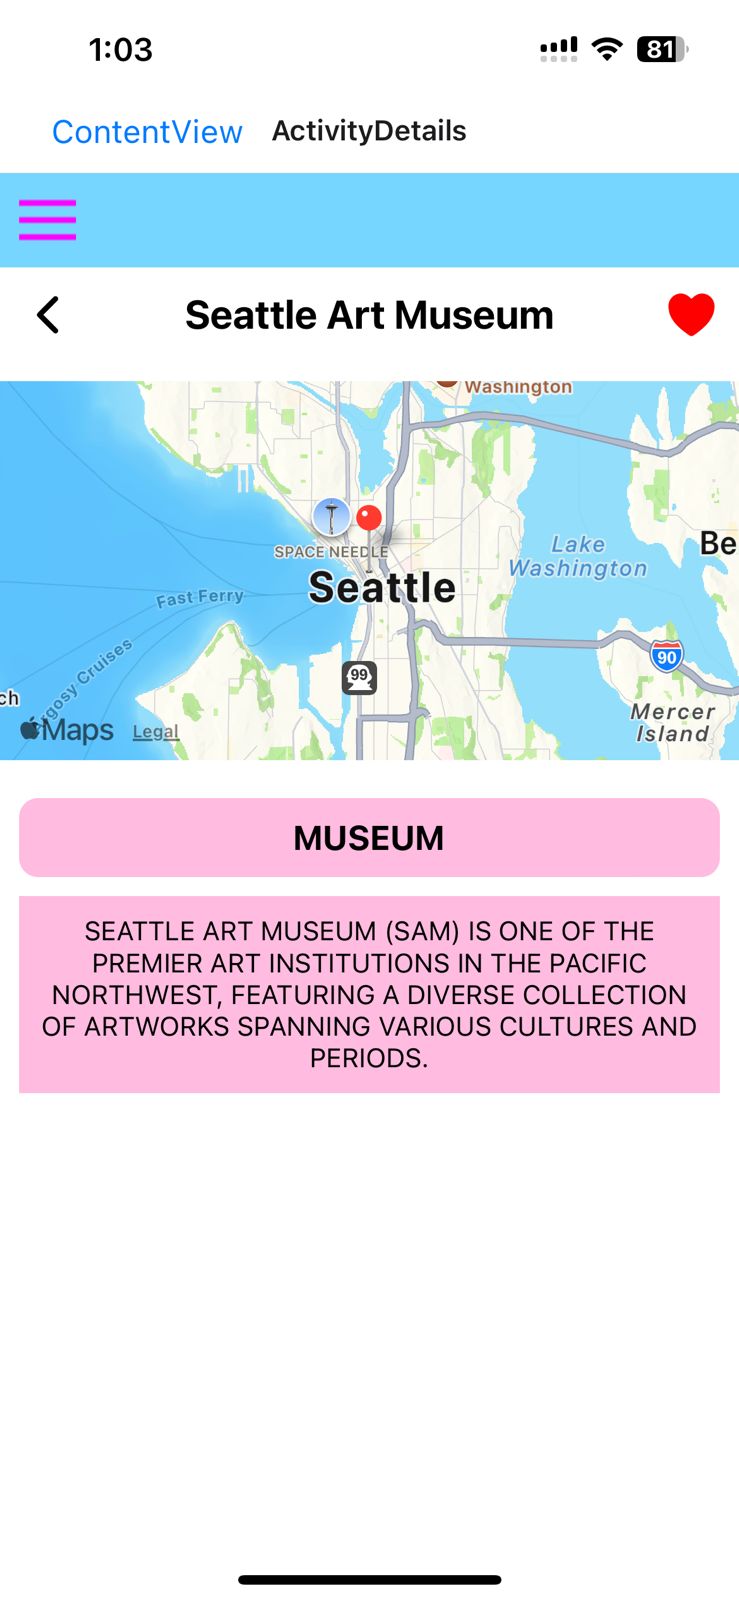 1:03
81
ContentView ActivityDetails
Seattle Art Museum
Washington
SPACE NEEDLE
Seattle
Lake
Washington
Be
Fast Ferry
90
99
gosy Cruises
ch
Mercer
Island
Maps Legal
MUSEUM
SEATTLE ART MUSEUM (SAM) IS ONE OF THE
PREMIER ART INSTITUTIONS IN THE PACIFIC
NORTHWEST, FEATURING A DIVERSE COLLECTION
OF ARTWORKS SPANNING VARIOUS CULTURES AND
PERIODS.